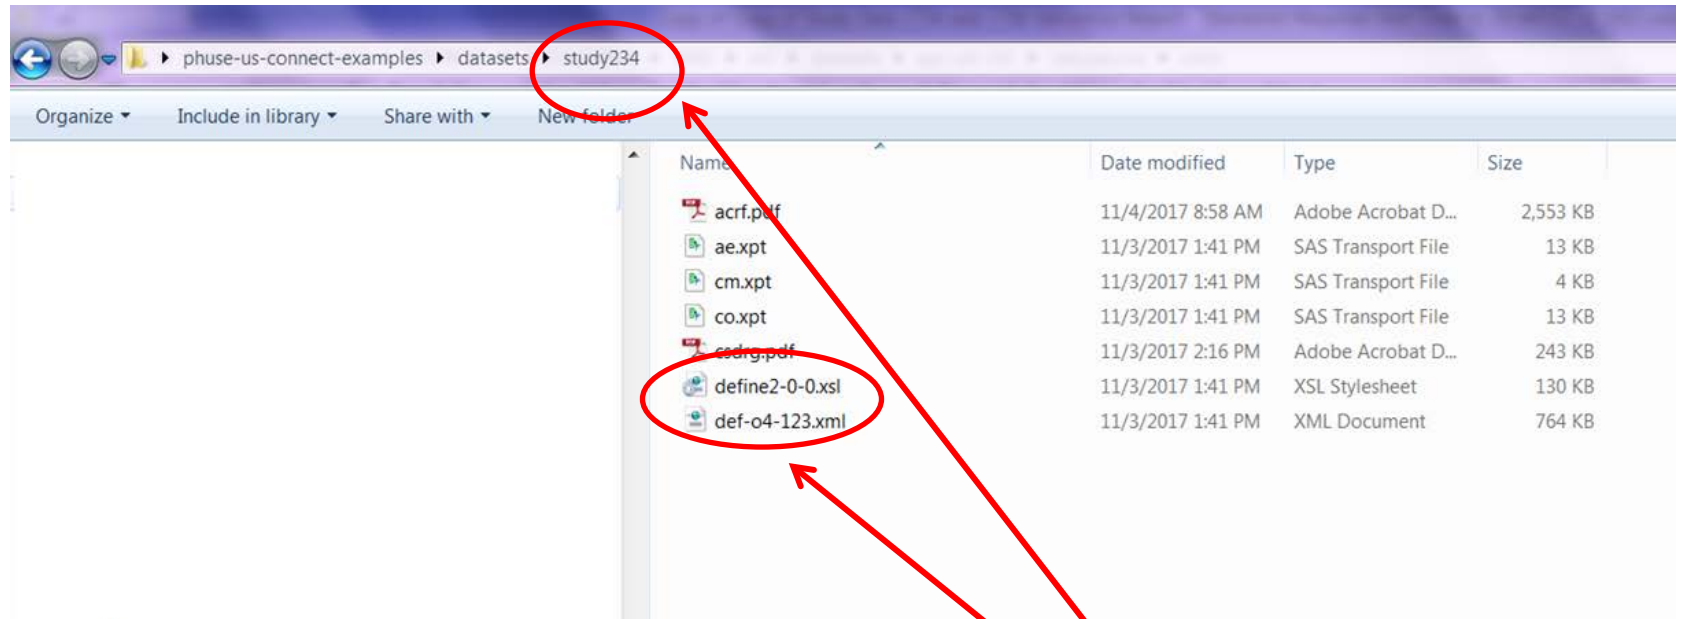 phuse-us-connect-examples datasets study234
Organize Include in library Share with New folder
Name Date modified Type Size
acrf.pdf 11/4/2017 8:58 AM Adobe Acrobat D... 2,553 KB
ae.xpt 11/3/2017 1:41 PM SAS Transport File 13 KB
cm.xpt 11/3/2017 1:41 PM SAS Transport File 4 KB
co.xpt 11/3/2017 1:41 PM SAS Transport File 13 KB
csdrg.pdf 11/3/2017 2:16 PM Adobe Acrobat D... 243 KB
define2-0-0.xsl 11/3/2017 1:41 PM XSL Stylesheet 130 KB
def-o4-123.xml 11/3/2017 1:41 PM XML Document 764 KB